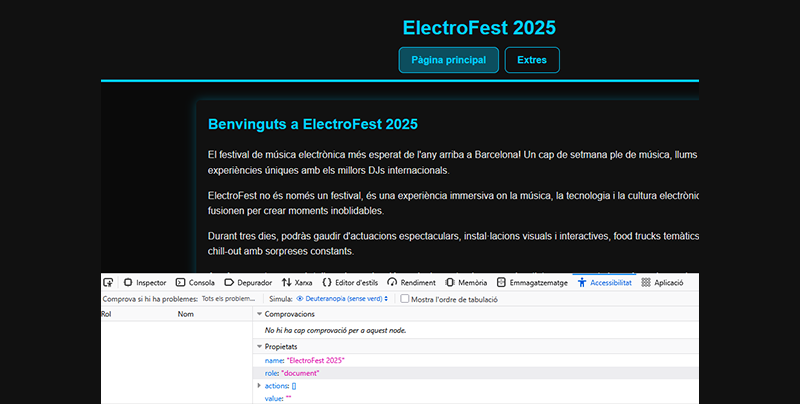 ElectroFest 2025
Pàgina principal
Extres
Benvinguts a ElectroFest 2025
El festival de música electrònica més esperat de l'any arriba a Barcelona! Un cap de setmana ple de música, llums
experiències úniques amb els millors DJs internacionals.
ElectroFest no és només un festival, és una experiència immersiva on la música, la tecnologia i la cultura electrònic
fusionen per crear moments inoblidables.
Durant tres dies, podràs gaudir d'actuacions espectaculars, instal·lacions visuals i interactives, food trucks temàtics
chill-out amb sorpreses constants.
Inspector
Consola
Depurador
Xarxa
Editor d'estils
Rendiment
Memòria
Emmagatzematge
Accessibilitat
Aplicació
Comprova si hi ha problemes: Tots els problem...
Simula: Deuteranopia (sense verd)
Mostra l'ordre de tabulació
Rol
Nom
Comprovacions
No hi ha cap comprovació per a aquest node.
Propietats
name: "ElectroFest 2025"
role: "document"
actions: []
value: ""